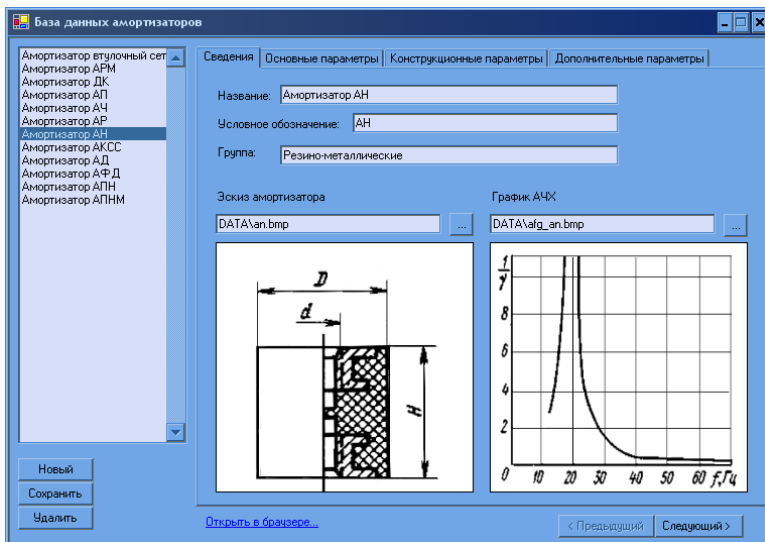 База данных амортизаторов
Амортизатор втулочный сет
Амортизатор АРМ
Амортизатор ДК
Амортизатор АП
Амортизатор АЧ
Амортизатор АР
Амортизатор АН
Амортизатор АКСС
Амортизатор АД
Амортизатор АФД
Амортизатор АПН
Амортизатор АПНМ
Новый
Сохранить
Удалить
Сведения Основные параметры Конструкционные параметры Дополнительные параметры
Название: Амортизатор АН
Условное обозначение: АН
Группа: Резино-металлические
Эскиз амортизатора
DATA\an.bmp ...
D
d
H
График АЧХ
DATA\afg_an.bmp ...
1/γ
8
6
4
2
0 10 20 30 40 50 60 f,Гц
Открыть в браузере...
< Предыдущий Следующий >